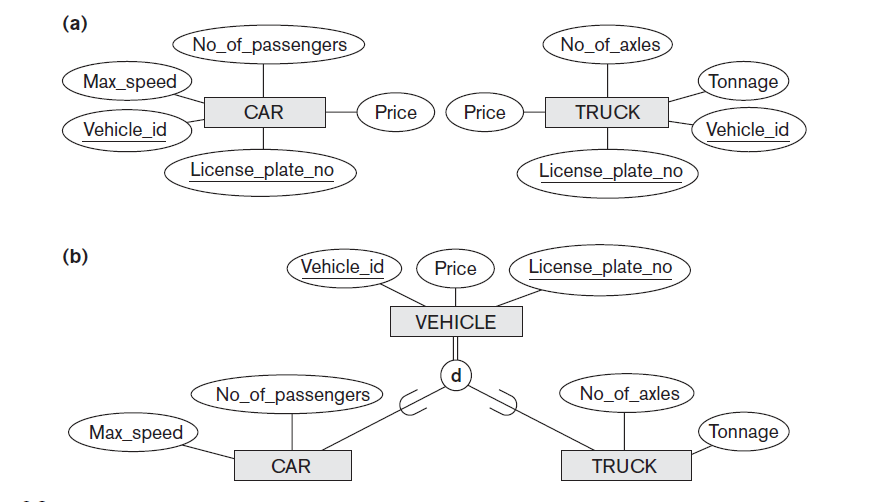 (a)
No_of_passengers
No_of_axles
Max_speed
Tonnage
CAR
Price
Price
TRUCK
Vehicle_id
Vehicle_id
License_plate_no
License_plate_no
(b)
Vehicle_id
Price
License_plate_no
VEHICLE
d
No_of_passengers
No_of_axles
Max_speed
Tonnage
CAR
TRUCK